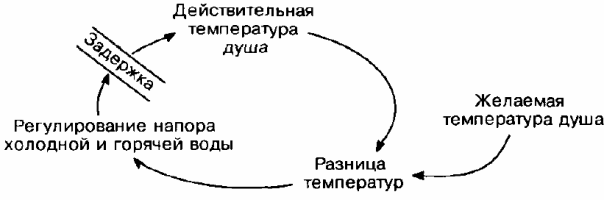 Действительная
температура
душа
Задержка
Регулирование напора
холодной и горячей воды
Разница
температур
Желаемая
температура душа